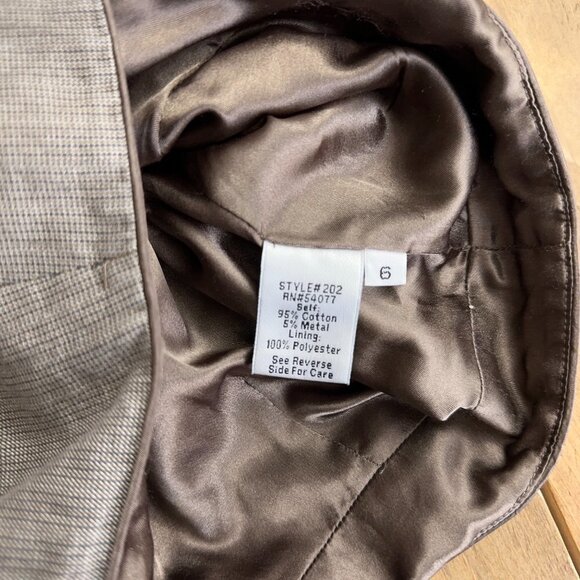 STYLE# 202
RN#54077
Self:
95% Cotton
5% Metal
Lining:
100% Polyester
See Reverse
Side For Care
6